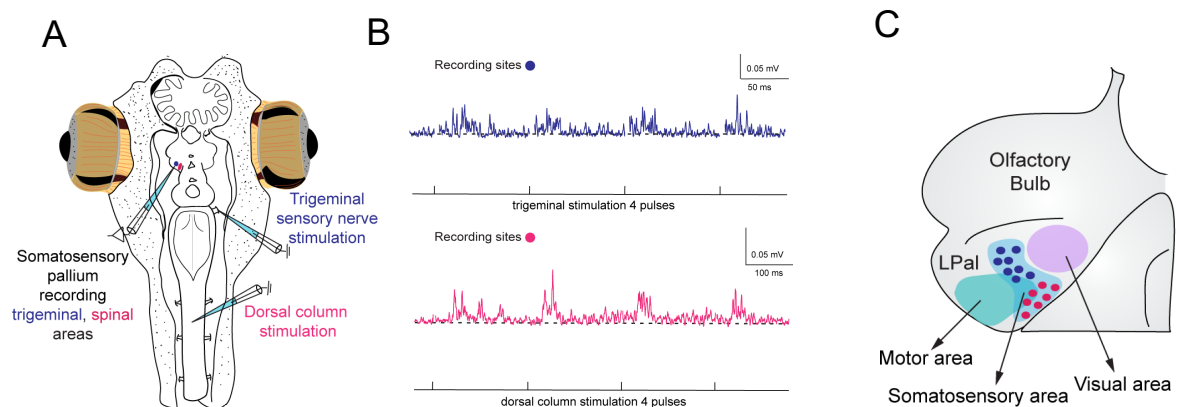 A
Trigeminal
sensory nerve
stimulation
Somatosensory
pallium
recording
trigeminal, spinal
areas
Dorsal column
stimulation
B
Recording sites
0.05 mV
50 ms
trigeminal stimulation 4 pulses
Recording sites
0.05 mV
100 ms
dorsal column stimulation 4 pulses
C
Olfactory
Bulb
LPal
Motor area
Somatosensory area
Visual area